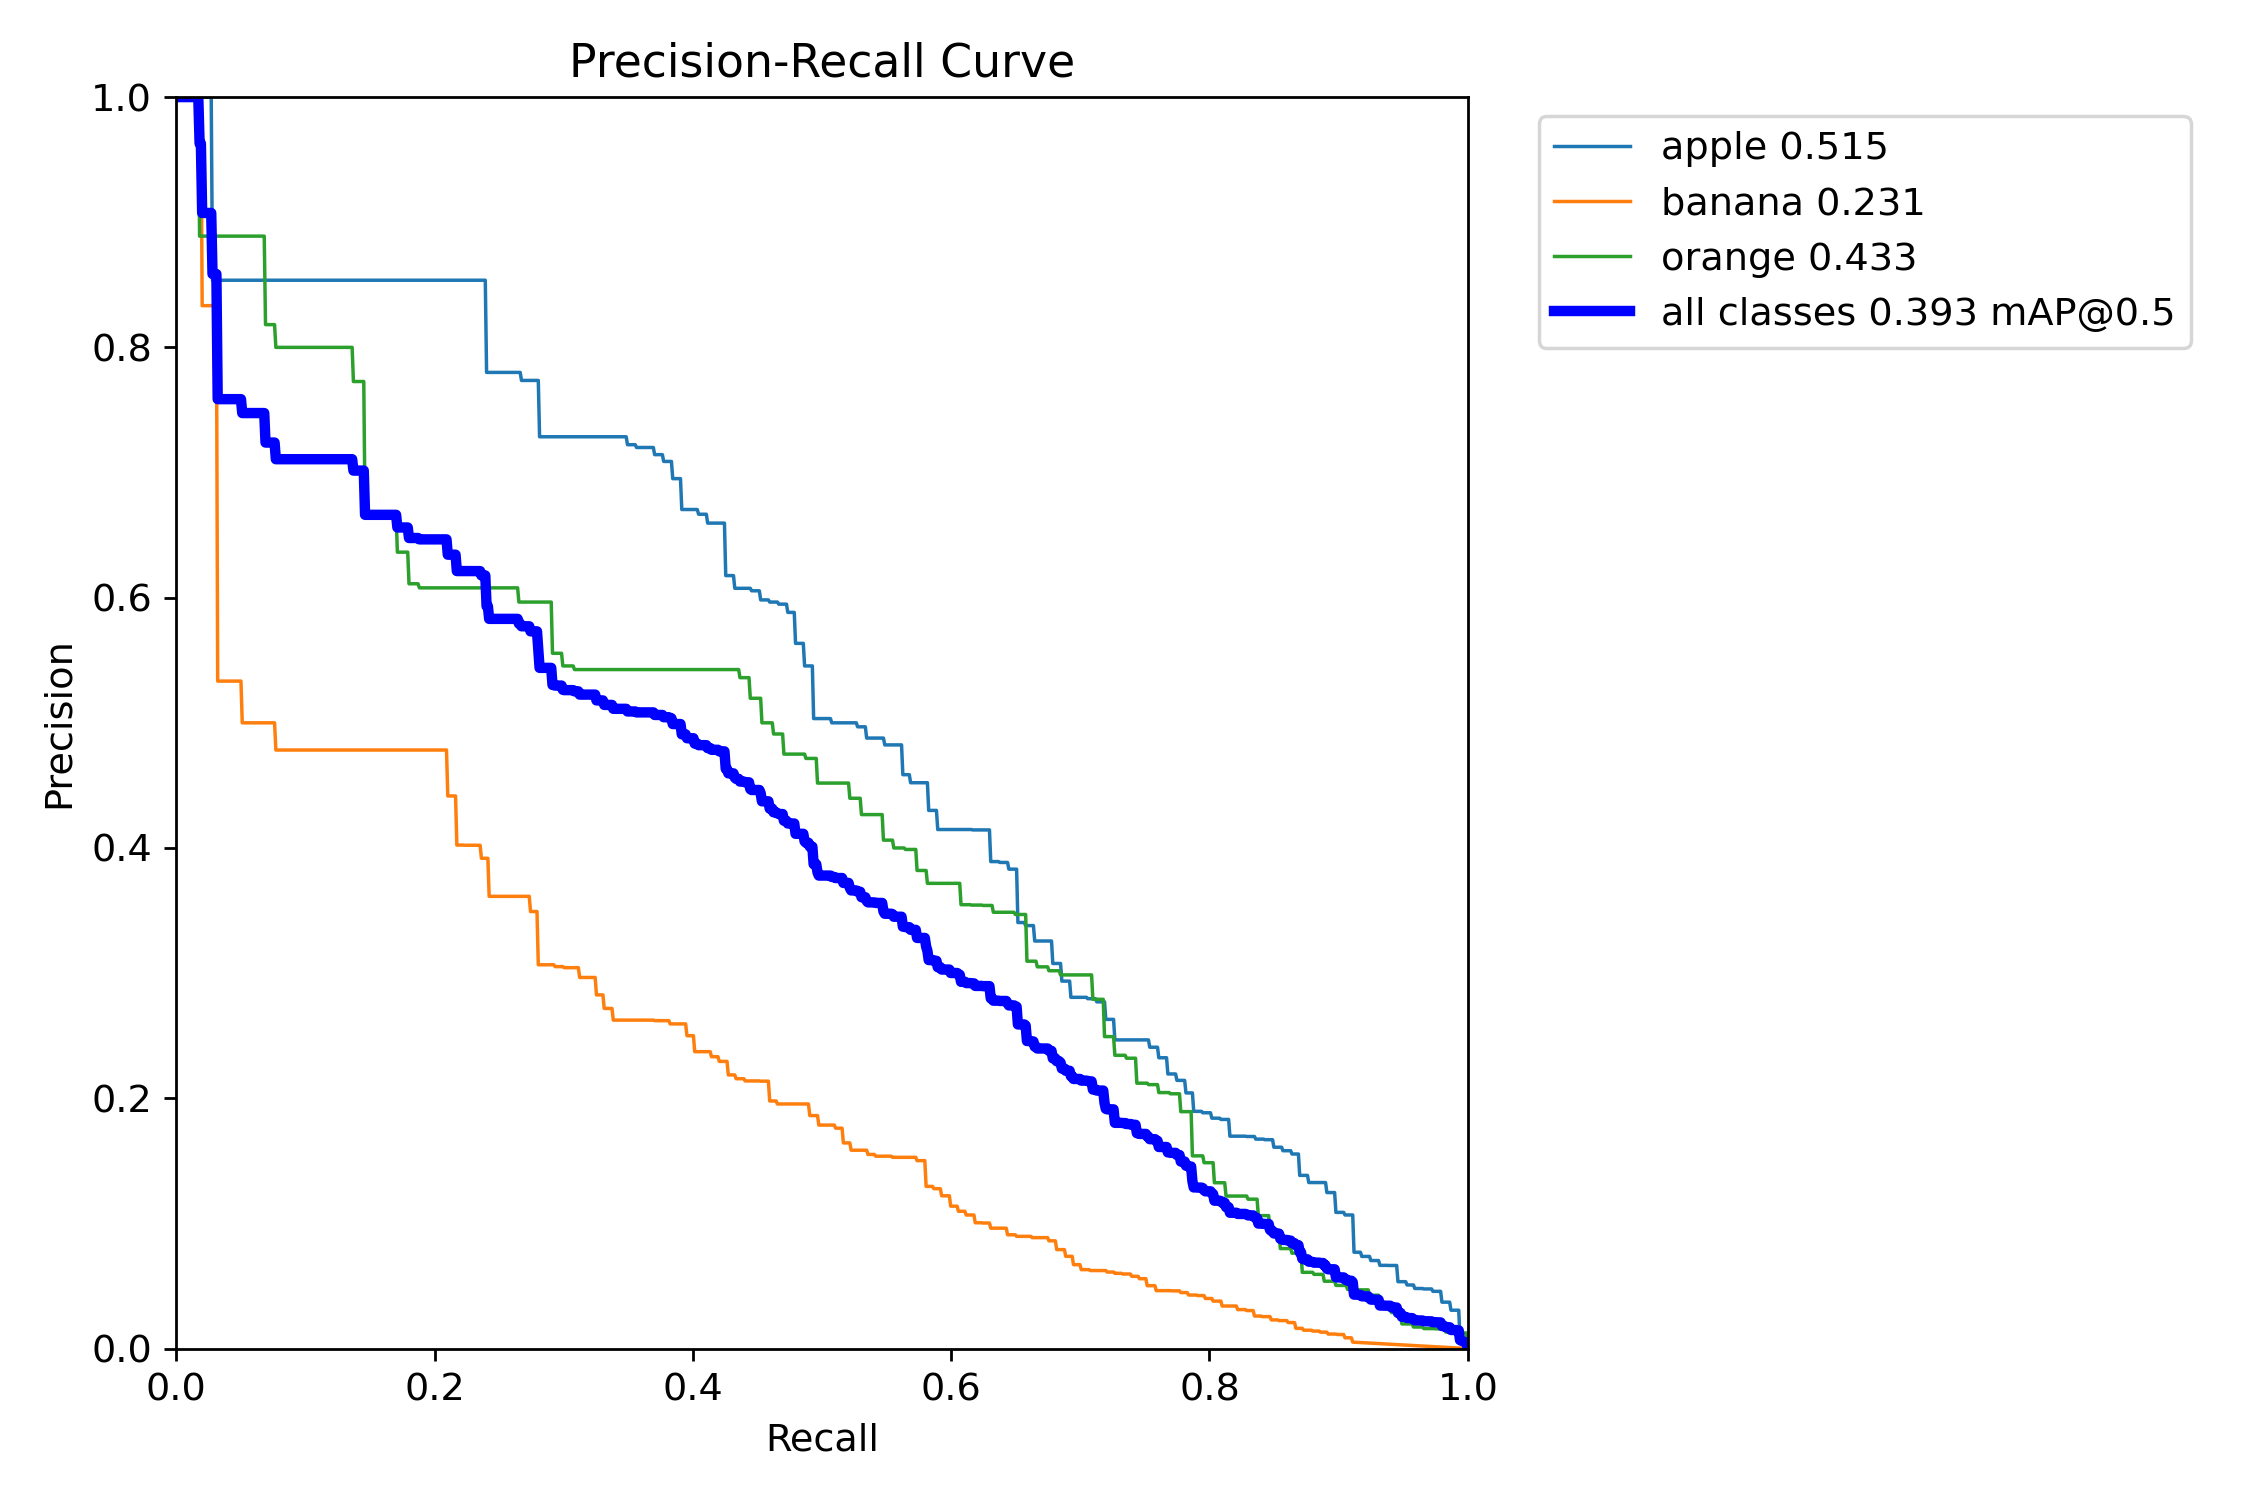 Precision-Recall Curve
1.0
0.8
0.6
0.4
0.2
0.0
Precision
0.0 0.2 0.4 0.6 0.8 1.0
Recall
apple 0.515
banana 0.231
orange 0.433
all classes 0.393 mAP@0.5